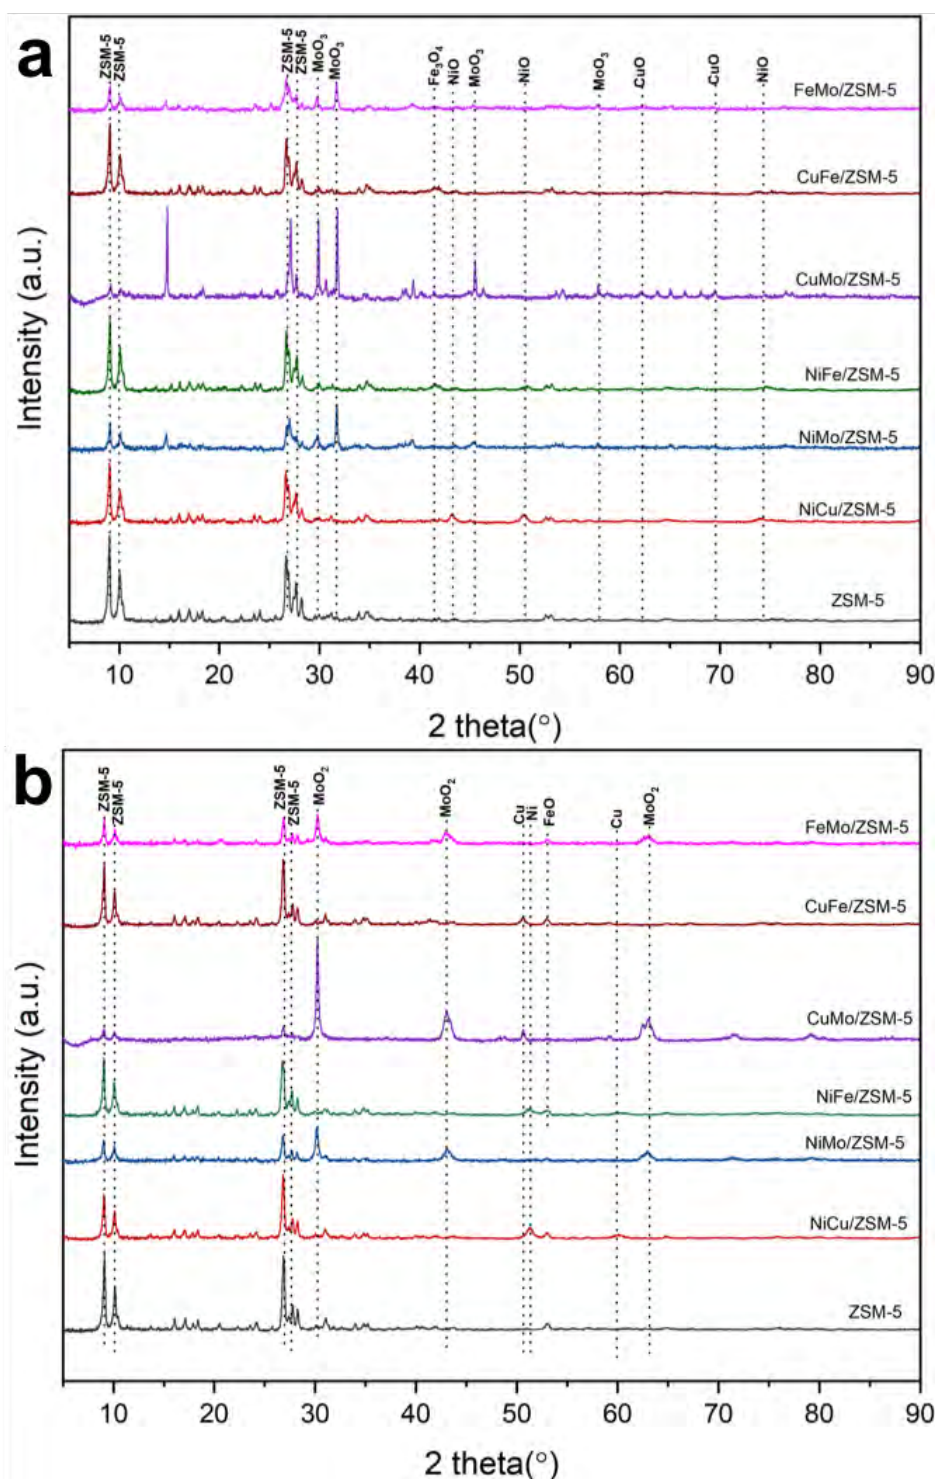 a
ZSM-5
ZSM-5
ZSM-5
ZSM-5
MoO₃
MoO₃
Fe₃O₄
NiO
MoO₃
NiO
MoO₃
CuO
CuO
NiO
FeMo/ZSM-5
CuFe/ZSM-5
CuMo/ZSM-5
NiFe/ZSM-5
NiMo/ZSM-5
NiCu/ZSM-5
ZSM-5
Intensity (a.u.)
10 20 30 40 50 60 70 80 90
2 theta(°)
b
ZSM-5
ZSM-5
ZSM-5
ZSM-5
MoO₂
MoO₂
Cu
Ni
FeO
Cu
MoO₂
FeMo/ZSM-5
CuFe/ZSM-5
CuMo/ZSM-5
NiFe/ZSM-5
NiMo/ZSM-5
NiCu/ZSM-5
ZSM-5
Intensity (a.u.)
10 20 30 40 50 60 70 80 90
2 theta(°)